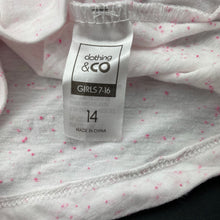 clothing
&CO
GIRLS 7-16
14
MADE IN CHINA